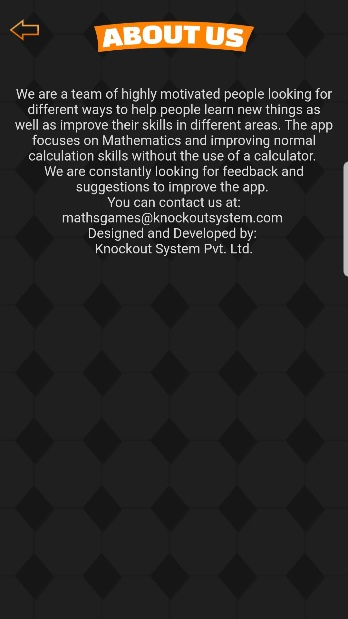 ABOUT US
We are a team of highly motivated people looking for
different ways to help people learn new things as
well as improve their skills in different areas. The app
focuses on Mathematics and improving normal
calculation skills without the use of a calculator.
We are constantly looking for feedback and
suggestions to improve the app.
You can contact us at:
mathsgames@knockoutsystem.com
Designed and Developed by:
Knockout System Pvt. Ltd.